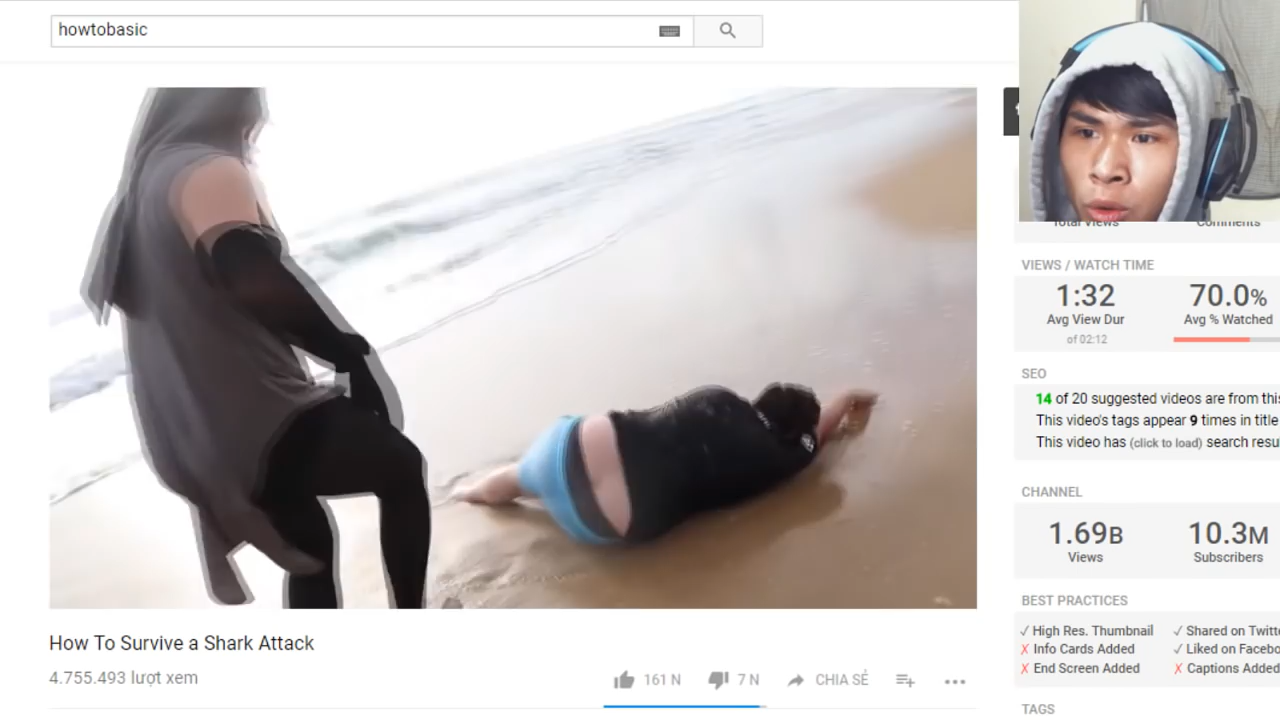 howtobasic
How To Survive a Shark Attack
4.755.493 lượt xem
161 N
7 N
CHIA SẺ
Total Views
Comments
VIEWS / WATCH TIME
1:32
Avg View Dur
of 02:12
70.0%
Avg % Watched
SEO
14 of 20 suggested videos are from this
This video's tags appear 9 times in title
This video has (click to load) search
CHANNEL
1.69B
Views
10.3M
Subscribers
BEST PRACTICES
✓ High Res. Thumbnail
✓ Shared on
✗ Info Cards Added
✓ Liked on
✗ End Screen Added
✗ Captions Added
TAGS